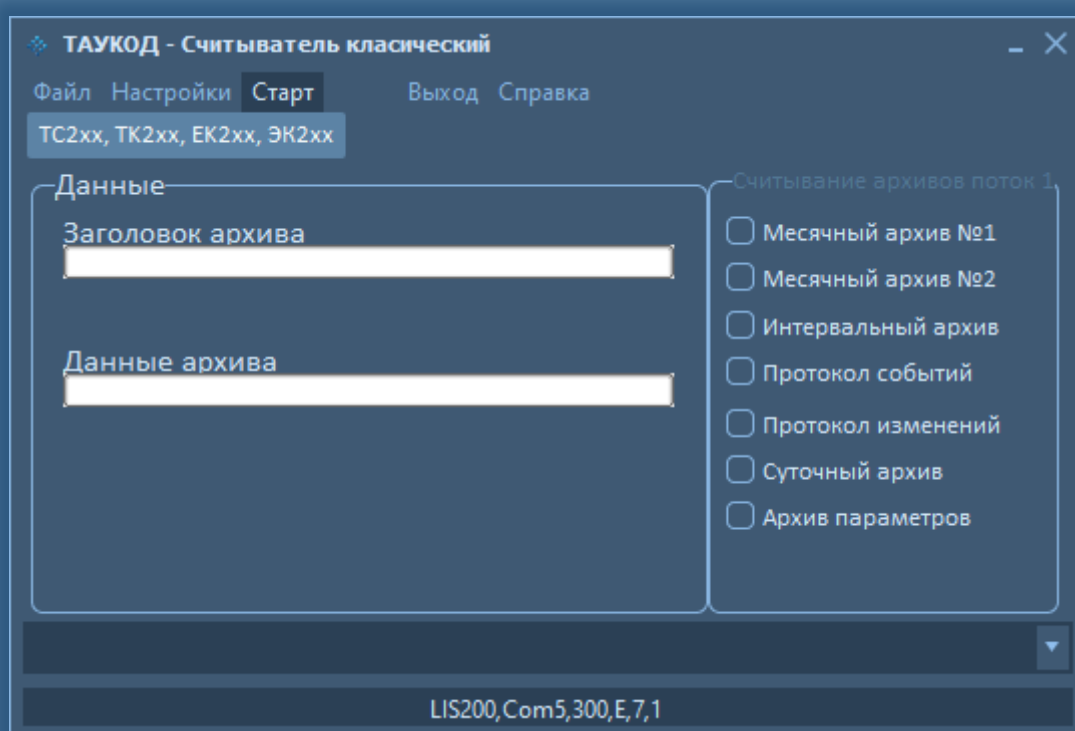 ТАУКОД - Считыватель класический
Файл Настройки Старт Выход Справка
ТС2хх, ТК2хх, ЕК2хх, ЭК2хх
Данные
Заголовок архива
Данные архива
Считывание архивов поток 1
Месячный архив №1
Месячный архив №2
Интервальный архив
Протокол событий
Протокол изменений
Суточный архив
Архив параметров
LIS200,Com5,300,E,7,1